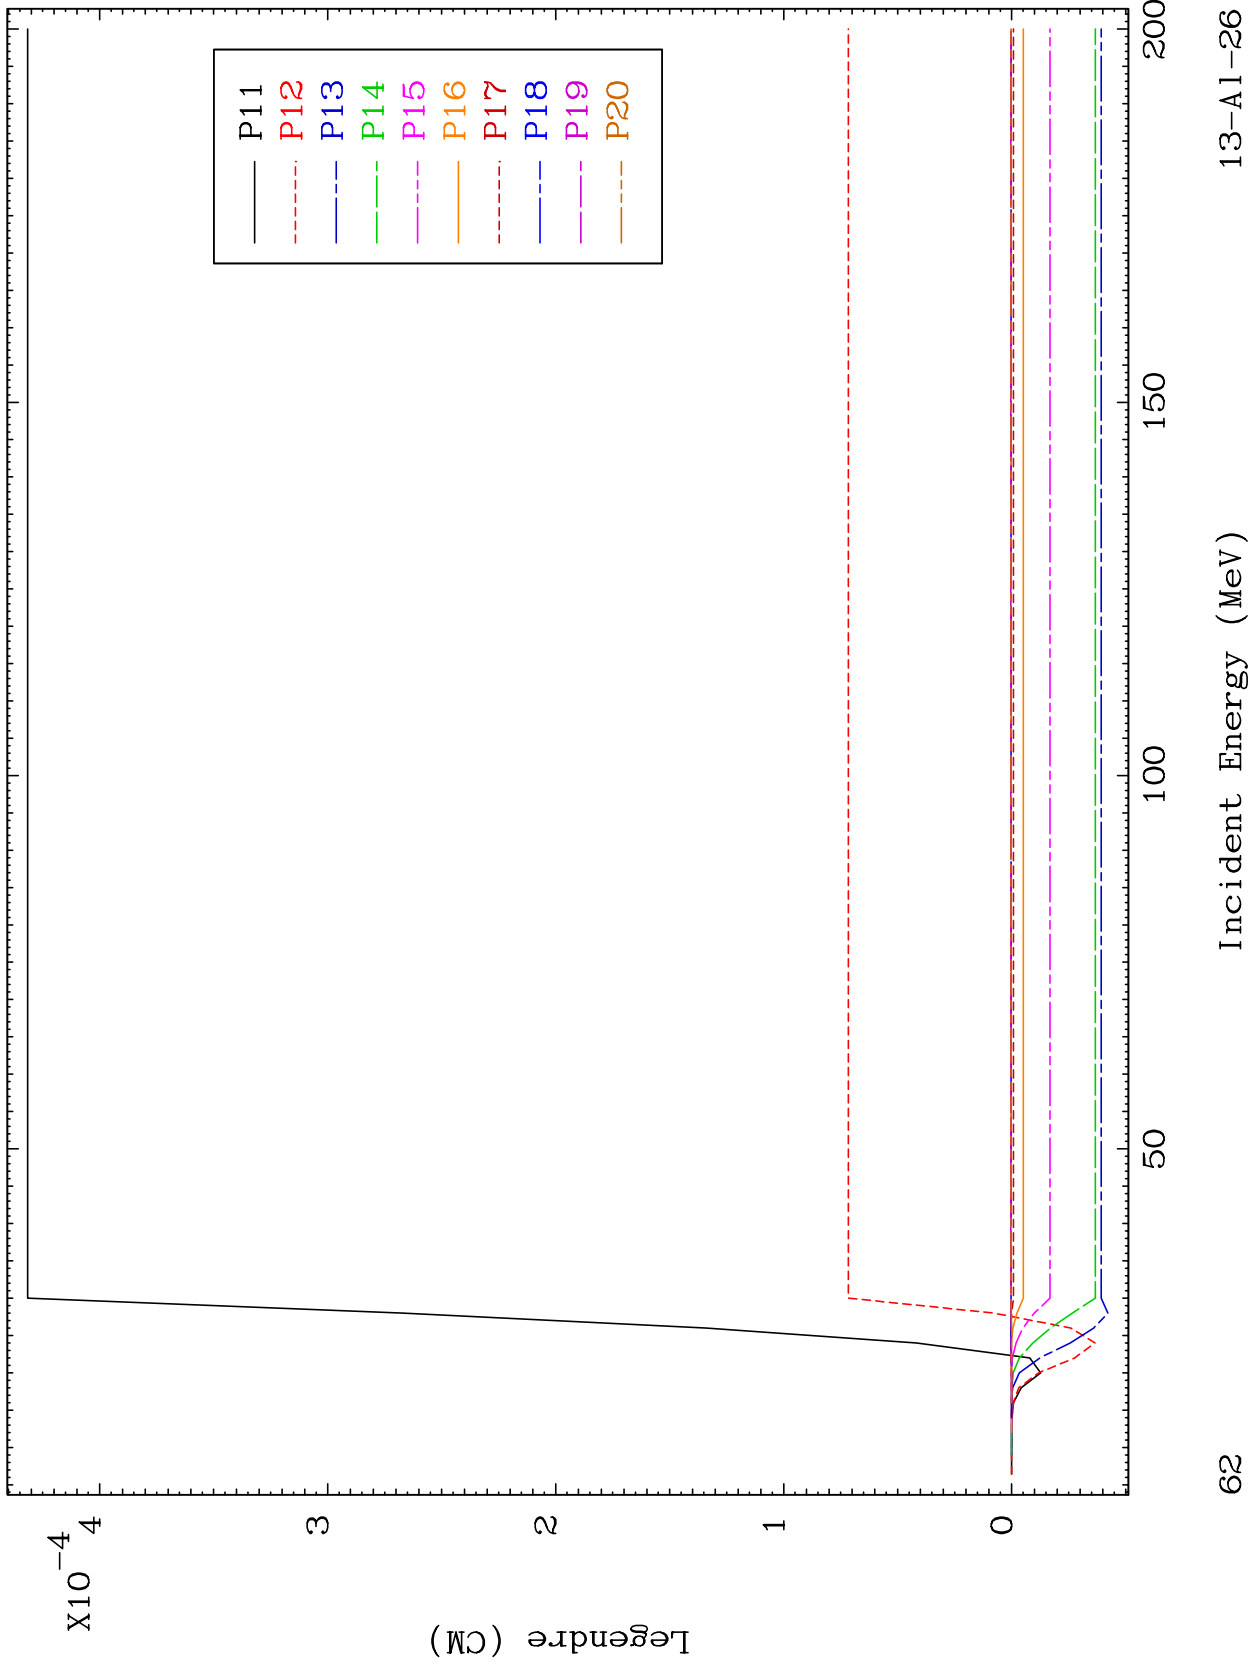 X10-4
4
3
2
1
0
Legendre (CM)
P11
P12
P13
P14
P15
P16
P17
P18
P19
P20
50
100
150
200
Incident Energy (MeV)
62
13-Al-26